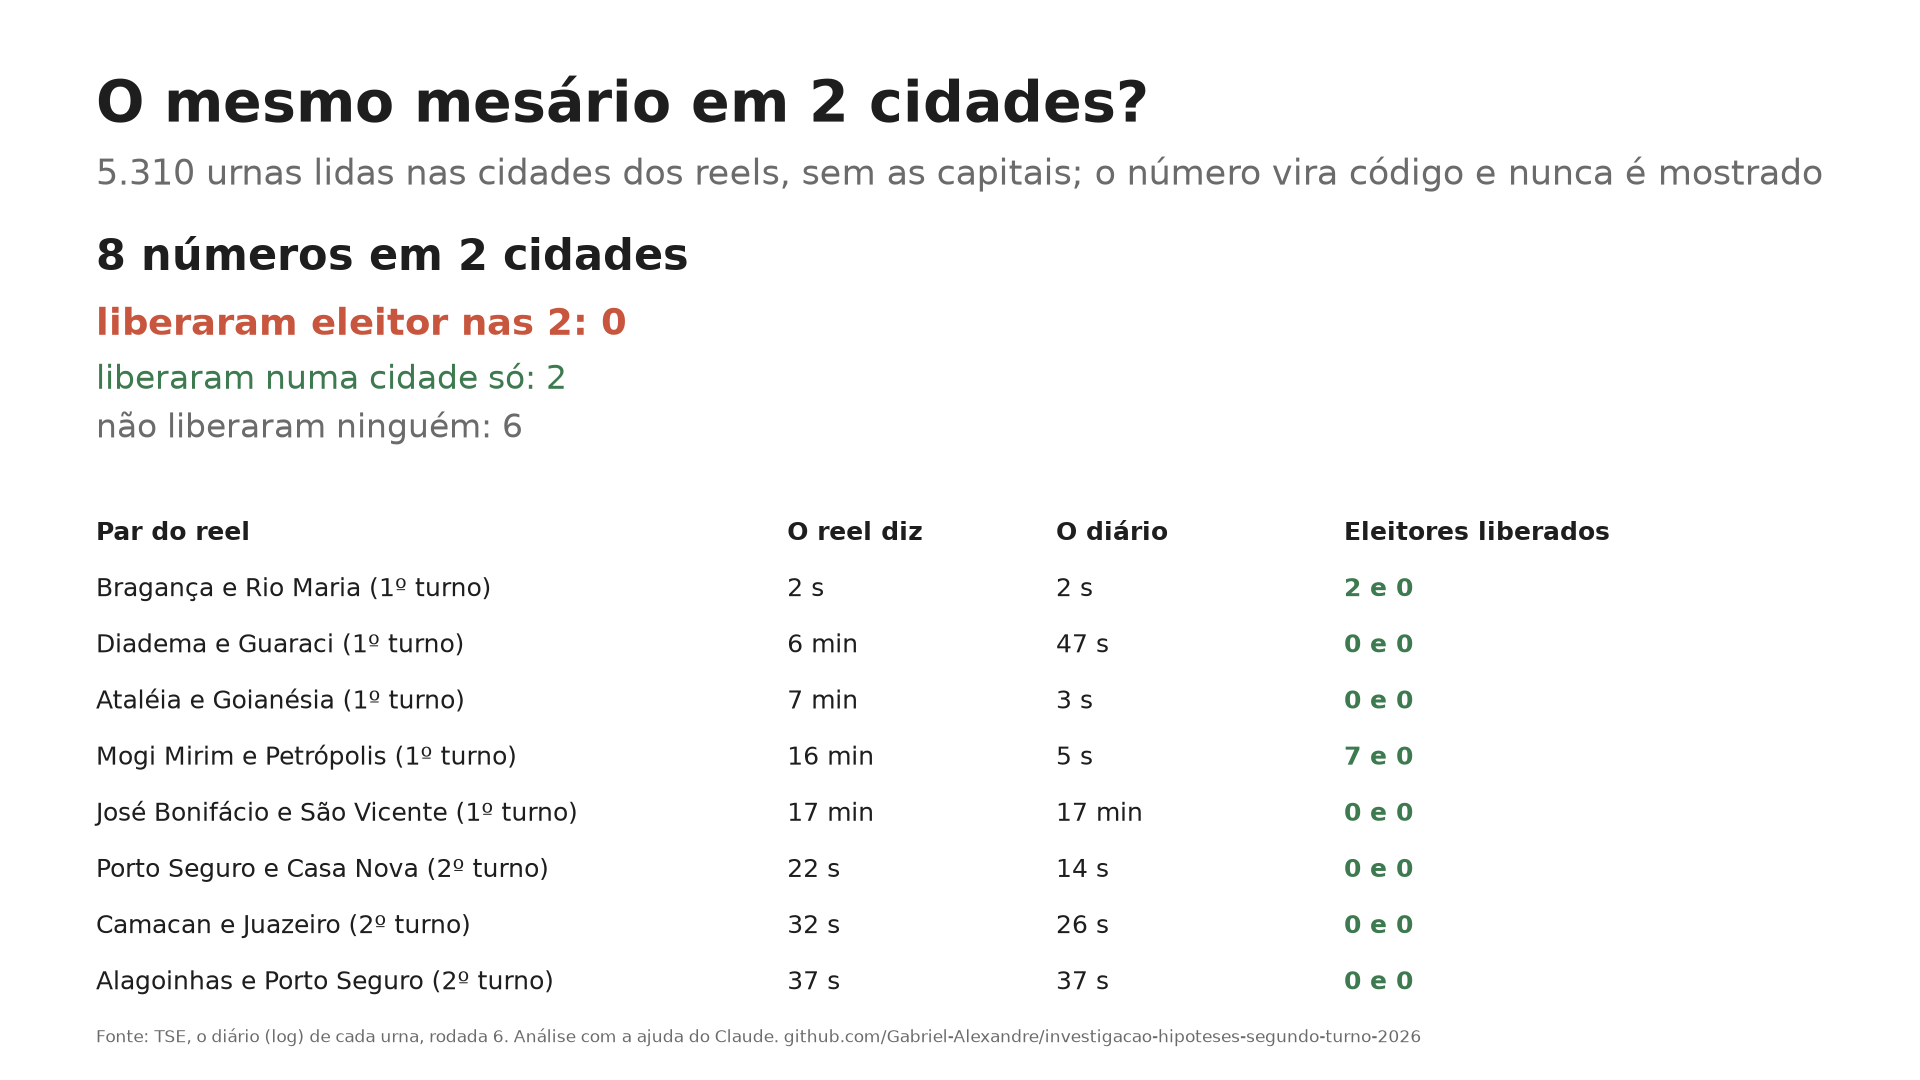 O mesmo mesário em 2 cidades?
5.310 urnas lidas nas cidades dos reels, sem as capitais; o número vira código e nunca é mostrado
8 números em 2 cidades
liberaram eleitor nas 2: 0
liberaram numa cidade só: 2
não liberaram ninguém: 6
Par do reel O reel diz O diário Eleitores liberados
Bragança e Rio Maria (1º turno) 2 s 2 s 2 e 0
Diadema e Guaraci (1º turno) 6 min 47 s 0 e 0
Ataléia e Goianésia (1º turno) 7 min 3 s 0 e 0
Mogi Mirim e Petrópolis (1º turno) 16 min 5 s 7 e 0
José Bonifácio e São Vicente (1º turno) 17 min 17 min 0 e 0
Porto Seguro e Casa Nova (2º turno) 22 s 14 s 0 e 0
Camacan e Juazeiro (2º turno) 32 s 26 s 0 e 0
Alagoinhas e Porto Seguro (2º turno) 37 s 37 s 0 e 0
Fonte: TSE, o diário (log) de cada urna, rodada 6. Análise com a ajuda do Claude. github.com/Gabriel-Alexandre/investigacao-hipoteses-segundo-turno-2026